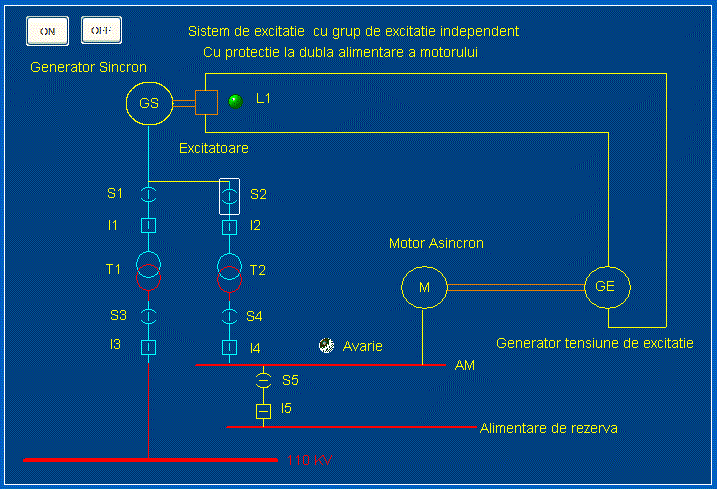 ON OFF
Sistem de excitatie cu grup de excitatie independent
Cu protectie la dubla alimentare a motorului
Generator Sincron
GS
L1
Excitatoare
S1
S2
I1
I2
Motor Asincron
T1
T2
M
GE
S3
S4
I3
I4
Avarie
Generator tensiune de excitatie
AM
S5
I5
Alimentare de rezerva
110 KV